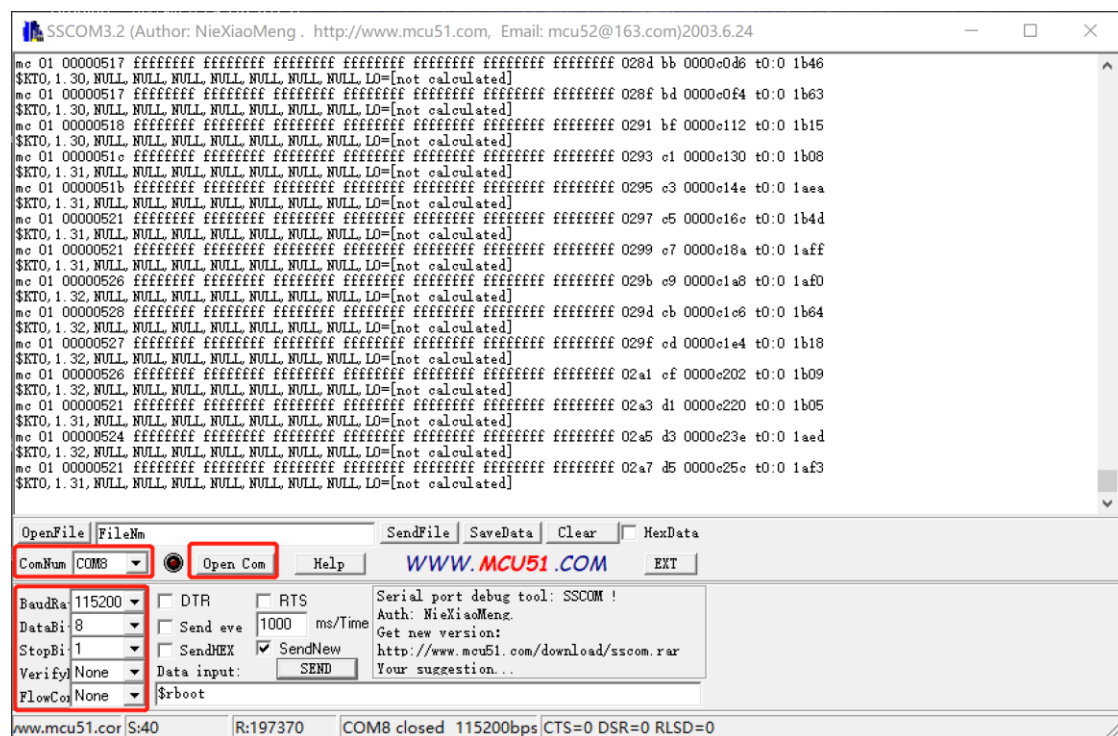 SSCOM3.2 (Author: NieXiaoMeng .  http://www.mcu51.com,  Email: mcu52@163.com)2003.6.24
mc 01 00000517 ffffffff ffffffff ffffffff ffffffff ffffffff ffffffff ffffffff 028d bb 0000c0d6 t0:0 1b46
$KT0,1.30,NULL,NULL,NULL,NULL,NULL,NULL,NULL,LO=[not calculated]
mc 01 00000517 ffffffff ffffffff ffffffff ffffffff ffffffff ffffffff ffffffff 028f bd 0000c0f4 t0:0 1b63
$KT0,1.30,NULL,NULL,NULL,NULL,NULL,NULL,NULL,LO=[not calculated]
mc 01 00000518 ffffffff ffffffff ffffffff ffffffff ffffffff ffffffff ffffffff 0291 bf 0000c112 t0:0 1b15
$KT0,1.30,NULL,NULL,NULL,NULL,NULL,NULL,NULL,LO=[not calculated]
mc 01 0000051c ffffffff ffffffff ffffffff ffffffff ffffffff ffffffff ffffffff 0293 c1 0000c130 t0:0 1b08
$KT0,1.31,NULL,NULL,NULL,NULL,NULL,NULL,NULL,LO=[not calculated]
mc 01 0000051b ffffffff ffffffff ffffffff ffffffff ffffffff ffffffff ffffffff 0295 c3 0000c14e t0:0 1aea
$KT0,1.31,NULL,NULL,NULL,NULL,NULL,NULL,NULL,LO=[not calculated]
mc 01 00000521 ffffffff ffffffff ffffffff ffffffff ffffffff ffffffff ffffffff 0297 c5 0000c16c t0:0 1b4d
$KT0,1.31,NULL,NULL,NULL,NULL,NULL,NULL,NULL,LO=[not calculated]
mc 01 00000521 ffffffff ffffffff ffffffff ffffffff ffffffff ffffffff ffffffff 0299 c7 0000c18a t0:0 1aff
$KT0,1.31,NULL,NULL,NULL,NULL,NULL,NULL,NULL,LO=[not calculated]
mc 01 00000526 ffffffff ffffffff ffffffff ffffffff ffffffff ffffffff ffffffff 029b c9 0000c1a8 t0:0 1af0
$KT0,1.32,NULL,NULL,NULL,NULL,NULL,NULL,NULL,LO=[not calculated]
mc 01 00000528 ffffffff ffffffff ffffffff ffffffff ffffffff ffffffff ffffffff 029d cb 0000c1c6 t0:0 1b64
$KT0,1.32,NULL,NULL,NULL,NULL,NULL,NULL,NULL,LO=[not calculated]
mc 01 00000527 ffffffff ffffffff ffffffff ffffffff ffffffff ffffffff ffffffff 029f cd 0000c1e4 t0:0 1b18
$KT0,1.32,NULL,NULL,NULL,NULL,NULL,NULL,NULL,LO=[not calculated]
mc 01 00000526 ffffffff ffffffff ffffffff ffffffff ffffffff ffffffff ffffffff 02a1 cf 0000c202 t0:0 1b09
$KT0,1.32,NULL,NULL,NULL,NULL,NULL,NULL,NULL,LO=[not calculated]
mc 01 00000521 ffffffff ffffffff ffffffff ffffffff ffffffff ffffffff ffffffff 02a3 d1 0000c220 t0:0 1b05
$KT0,1.31,NULL,NULL,NULL,NULL,NULL,NULL,NULL,LO=[not calculated]
mc 01 00000524 ffffffff ffffffff ffffffff ffffffff ffffffff ffffffff ffffffff 02a5 d3 0000c23e t0:0 1aed
$KT0,1.32,NULL,NULL,NULL,NULL,NULL,NULL,NULL,LO=[not calculated]
mc 01 00000521 ffffffff ffffffff ffffffff ffffffff ffffffff ffffffff ffffffff 02a7 d5 0000c25c t0:0 1af3
$KT0,1.31,NULL,NULL,NULL,NULL,NULL,NULL,NULL,LO=[not calculated]
OpenFile FileNm SendFile SaveData Clear HexData
ComNum COM8 Open Com Help WWW.MCU51.COM EXT
BaudRa 115200 DTR RTS
DataBi 8 Send eve 1000 ms/Time
StopBi 1 SendHEX SendNew
Verify None Data input: SEND
FlowCo None $rboot
Serial port debug tool: SSCOM !
Auth: NieXiaoMeng.
Get new version:
http://www.mcu51.com/download/sscom.rar
Your suggestion...
www.mcu51.cor S:40 R:197370 COM8 closed 115200bps CTS=0 DSR=0 RLSD=0